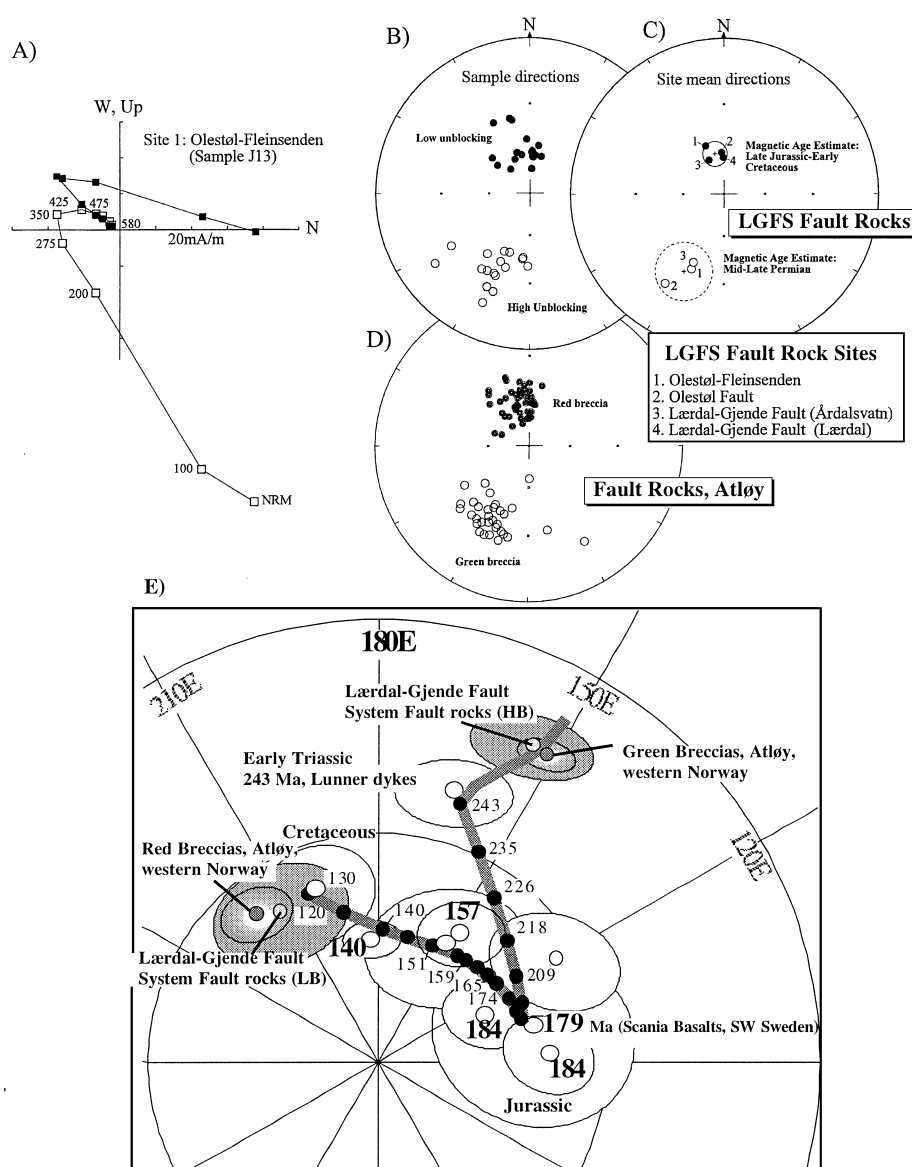 A)
W, Up
Site 1: Olestøl-Fleinsenden
(Sample J13)
425
475
350
580
N
20mA/m
275
200
100
NRM
B)
N
Sample directions
Low unblocking
High Unblocking
C)
N
Site mean directions
1
2
3
4
Magnetic Age Estimate:
Late Jurassic-Early
Cretaceous
LGFS Fault Rocks
3
1
2
Magnetic Age Estimate:
Mid-Late Permian
D)
Red breccia
Green breccia
LGFS Fault Rock Sites
1. Olestøl-Fleinsenden
2. Olestøl Fault
3. Lærdal-Gjende Fault (Årdalsvatn)
4. Lærdal-Gjende Fault (Lærdal)
Fault Rocks, Atløy
E)
180E
210E
150E
120E
Lærdal-Gjende Fault
System Fault rocks (HB)
Green Breccias, Atløy,
western Norway
Early Triassic
243 Ma, Lunner dykes
243
Cretaceous
235
Red Breccias, Atløy,
western Norway
130
120
226
140
157
218
140
151
159
209
165
Lærdal-Gjende Fault
System Fault rocks (LB)
174
184
179 Ma (Scania Basalts, SW Sweden)
184
Jurassic